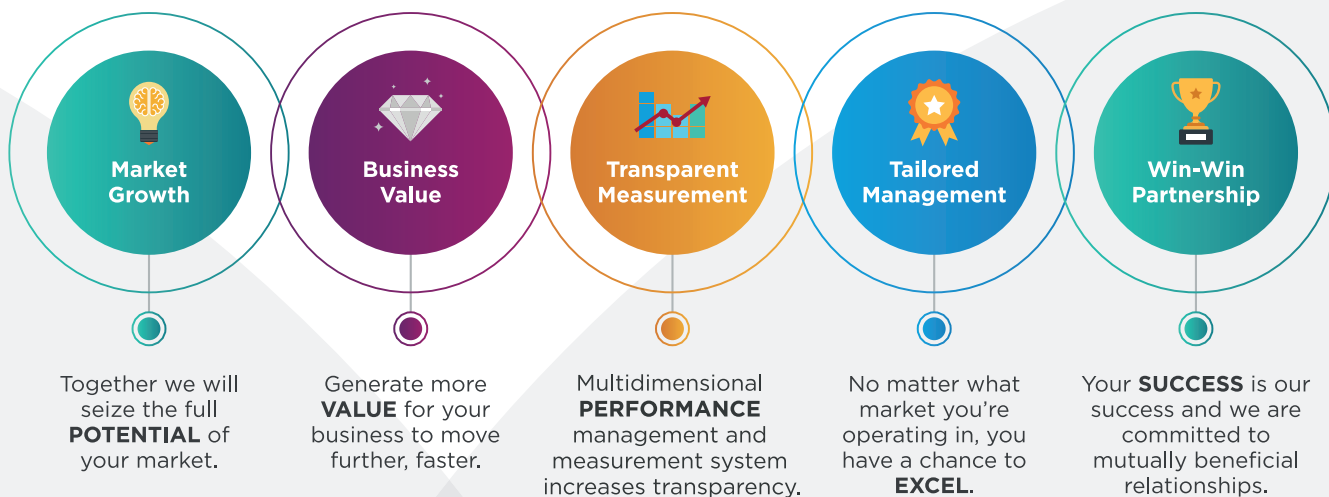 Market
Growth
Business
Value
Transparent
Measurement
Tailored
Management
Win-Win
Partnership
Together we will
seize the full
POTENTIAL of
your market.
Generate more
VALUE for your
business to move
further, faster.
Multidimensional
PERFORMANCE
management and
measurement system
increases transparency.
No matter what
market you’re
operating in, you
have a chance to
EXCEL.
Your SUCCESS is our
success and we are
committed to
mutually beneficial
relationships.